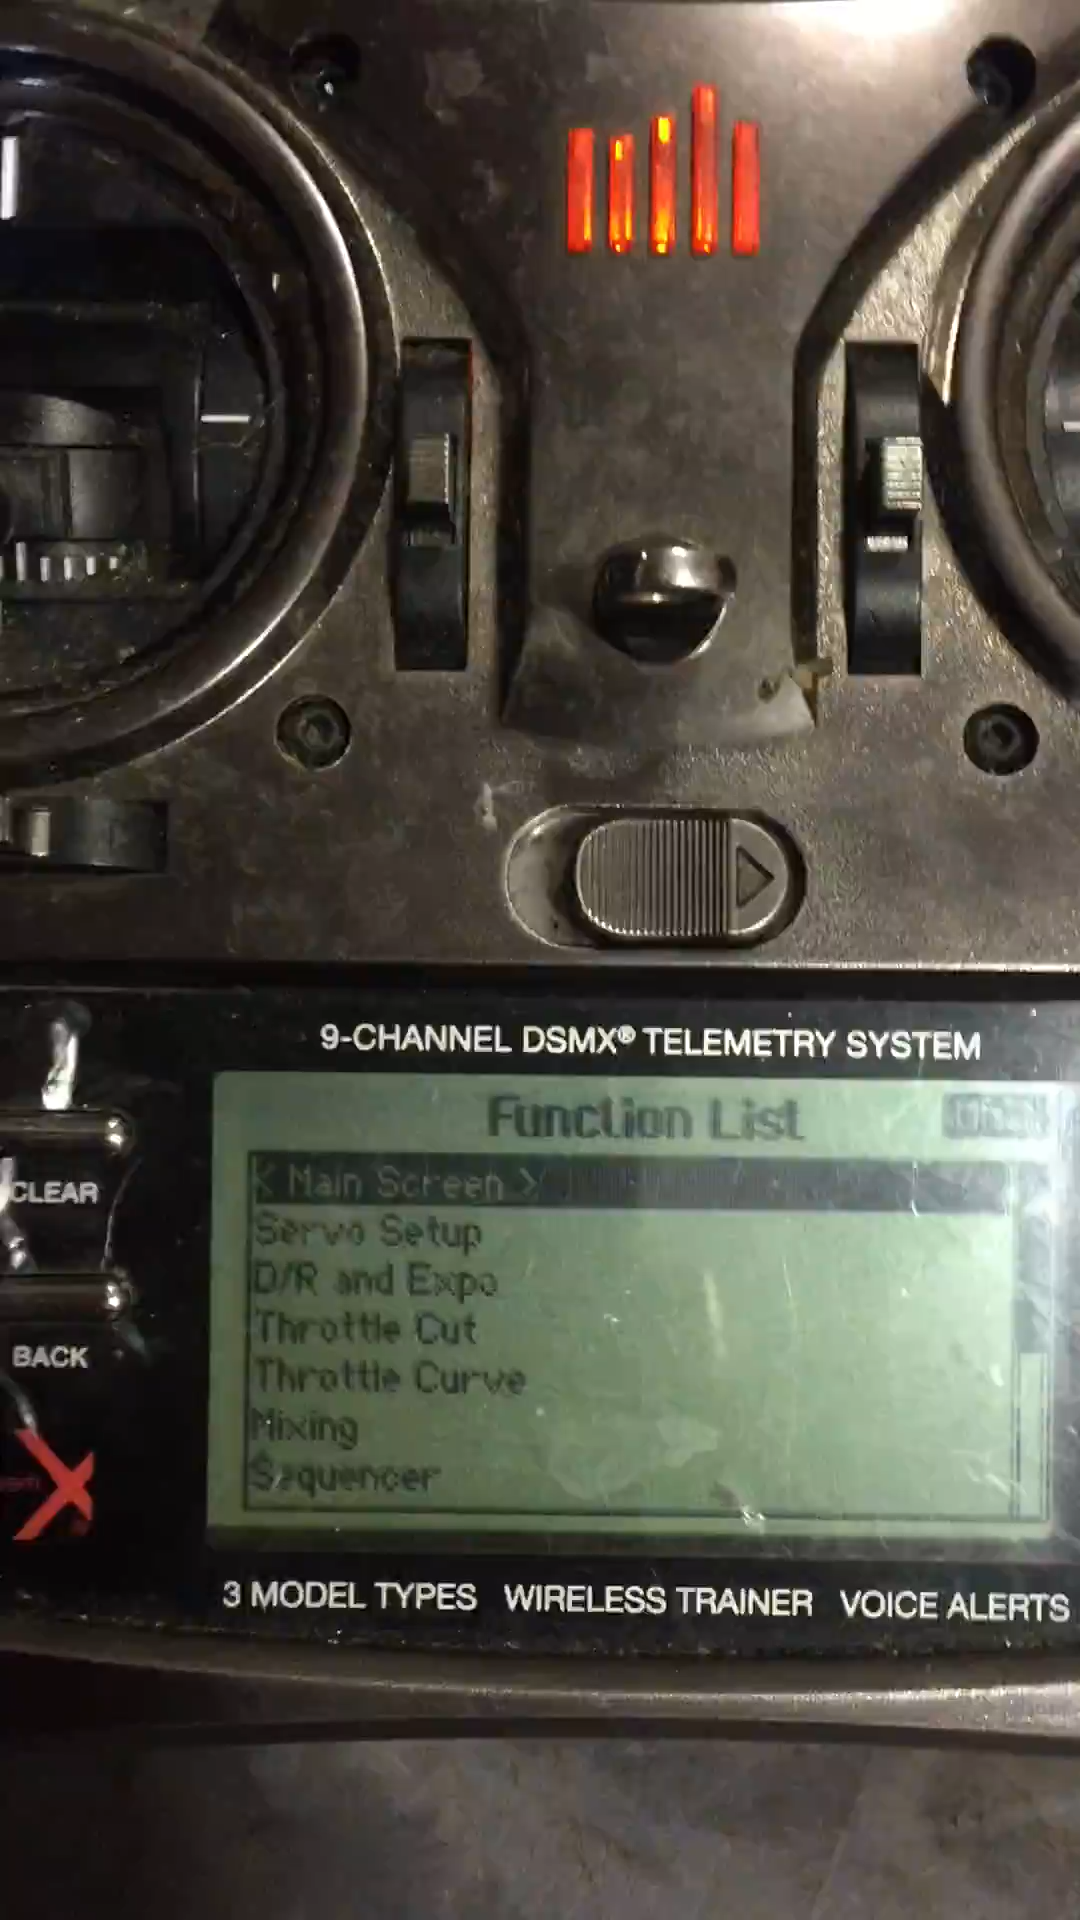 9-CHANNEL DSMX® TELEMETRY SYSTEM
Function List
< Main Screen >
Servo Setup
D/R and Expo
Throttle Cut
Throttle Curve
Mixing
Sequencer
CLEAR
BACK
X
3 MODEL TYPES WIRELESS TRAINER VOICE ALERTS